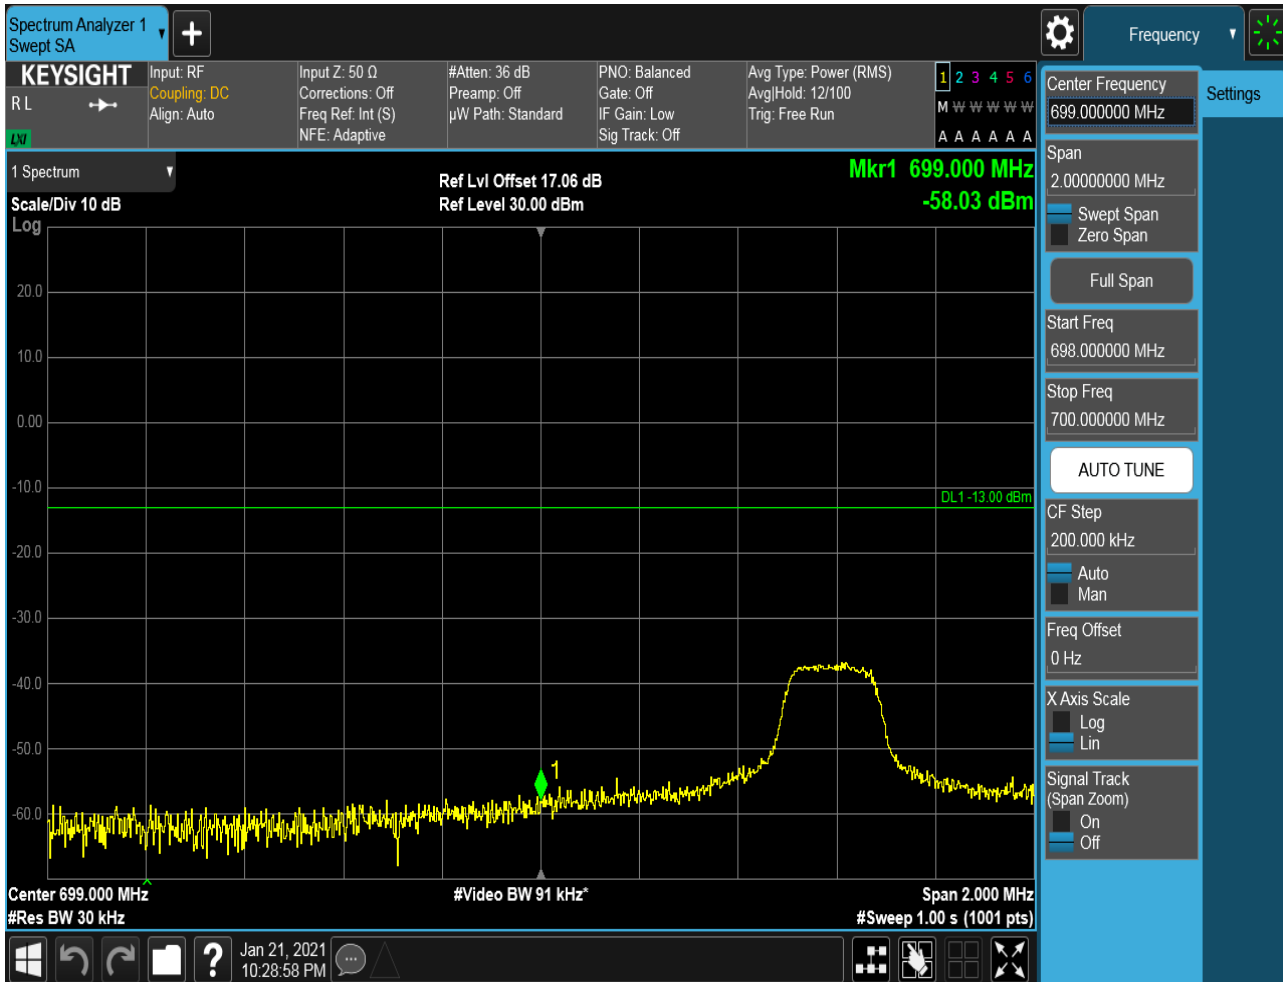 Spectrum Analyzer 1
Swept SA
Frequency
KEYSIGHT
R L
LXI
Input: RF
Coupling: DC
Align: Auto
Input Z: 50 Ω
Corrections: Off
Freq Ref: Int (S)
NFE: Adaptive
#Atten: 36 dB
Preamp: Off
µW Path: Standard
PNO: Balanced
Gate: Off
IF Gain: Low
Sig Track: Off
Avg Type: Power (RMS)
Avg|Hold: 12/100
Trig: Free Run
1 2 3 4 5 6
M W W W W W
A A A A A A
1 Spectrum
Scale/Div 10 dB
Log
Ref Lvl Offset 17.06 dB
Ref Level 30.00 dBm
Mkr1 699.000 MHz
-58.03 dBm
20.0
10.0
0.00
-10.0
DL1 -13.00 dBm
-20.0
-30.0
-40.0
-50.0
1
-60.0
Center 699.000 MHz
#Video BW 91 kHz*
Span 2.000 MHz
#Res BW 30 kHz
#Sweep 1.00 s (1001 pts)
Jan 21, 2021
10:28:58 PM
?
Center Frequency
699.000000 MHz
Settings
Span
2.00000000 MHz
Swept Span
Zero Span
Full Span
Start Freq
698.000000 MHz
Stop Freq
700.000000 MHz
AUTO TUNE
CF Step
200.000 kHz
Auto
Man
Freq Offset
0 Hz
X Axis Scale
Log
Lin
Signal Track
(Span Zoom)
On
Off